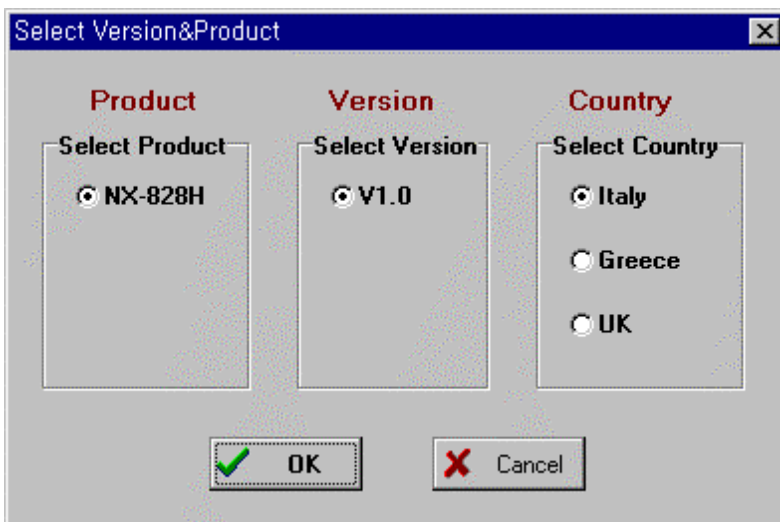 Select Version&Product
Product Version Country
Select Product Select Version Select Country
NX-828H V1.0 Italy
Greece
UK
OK Cancel